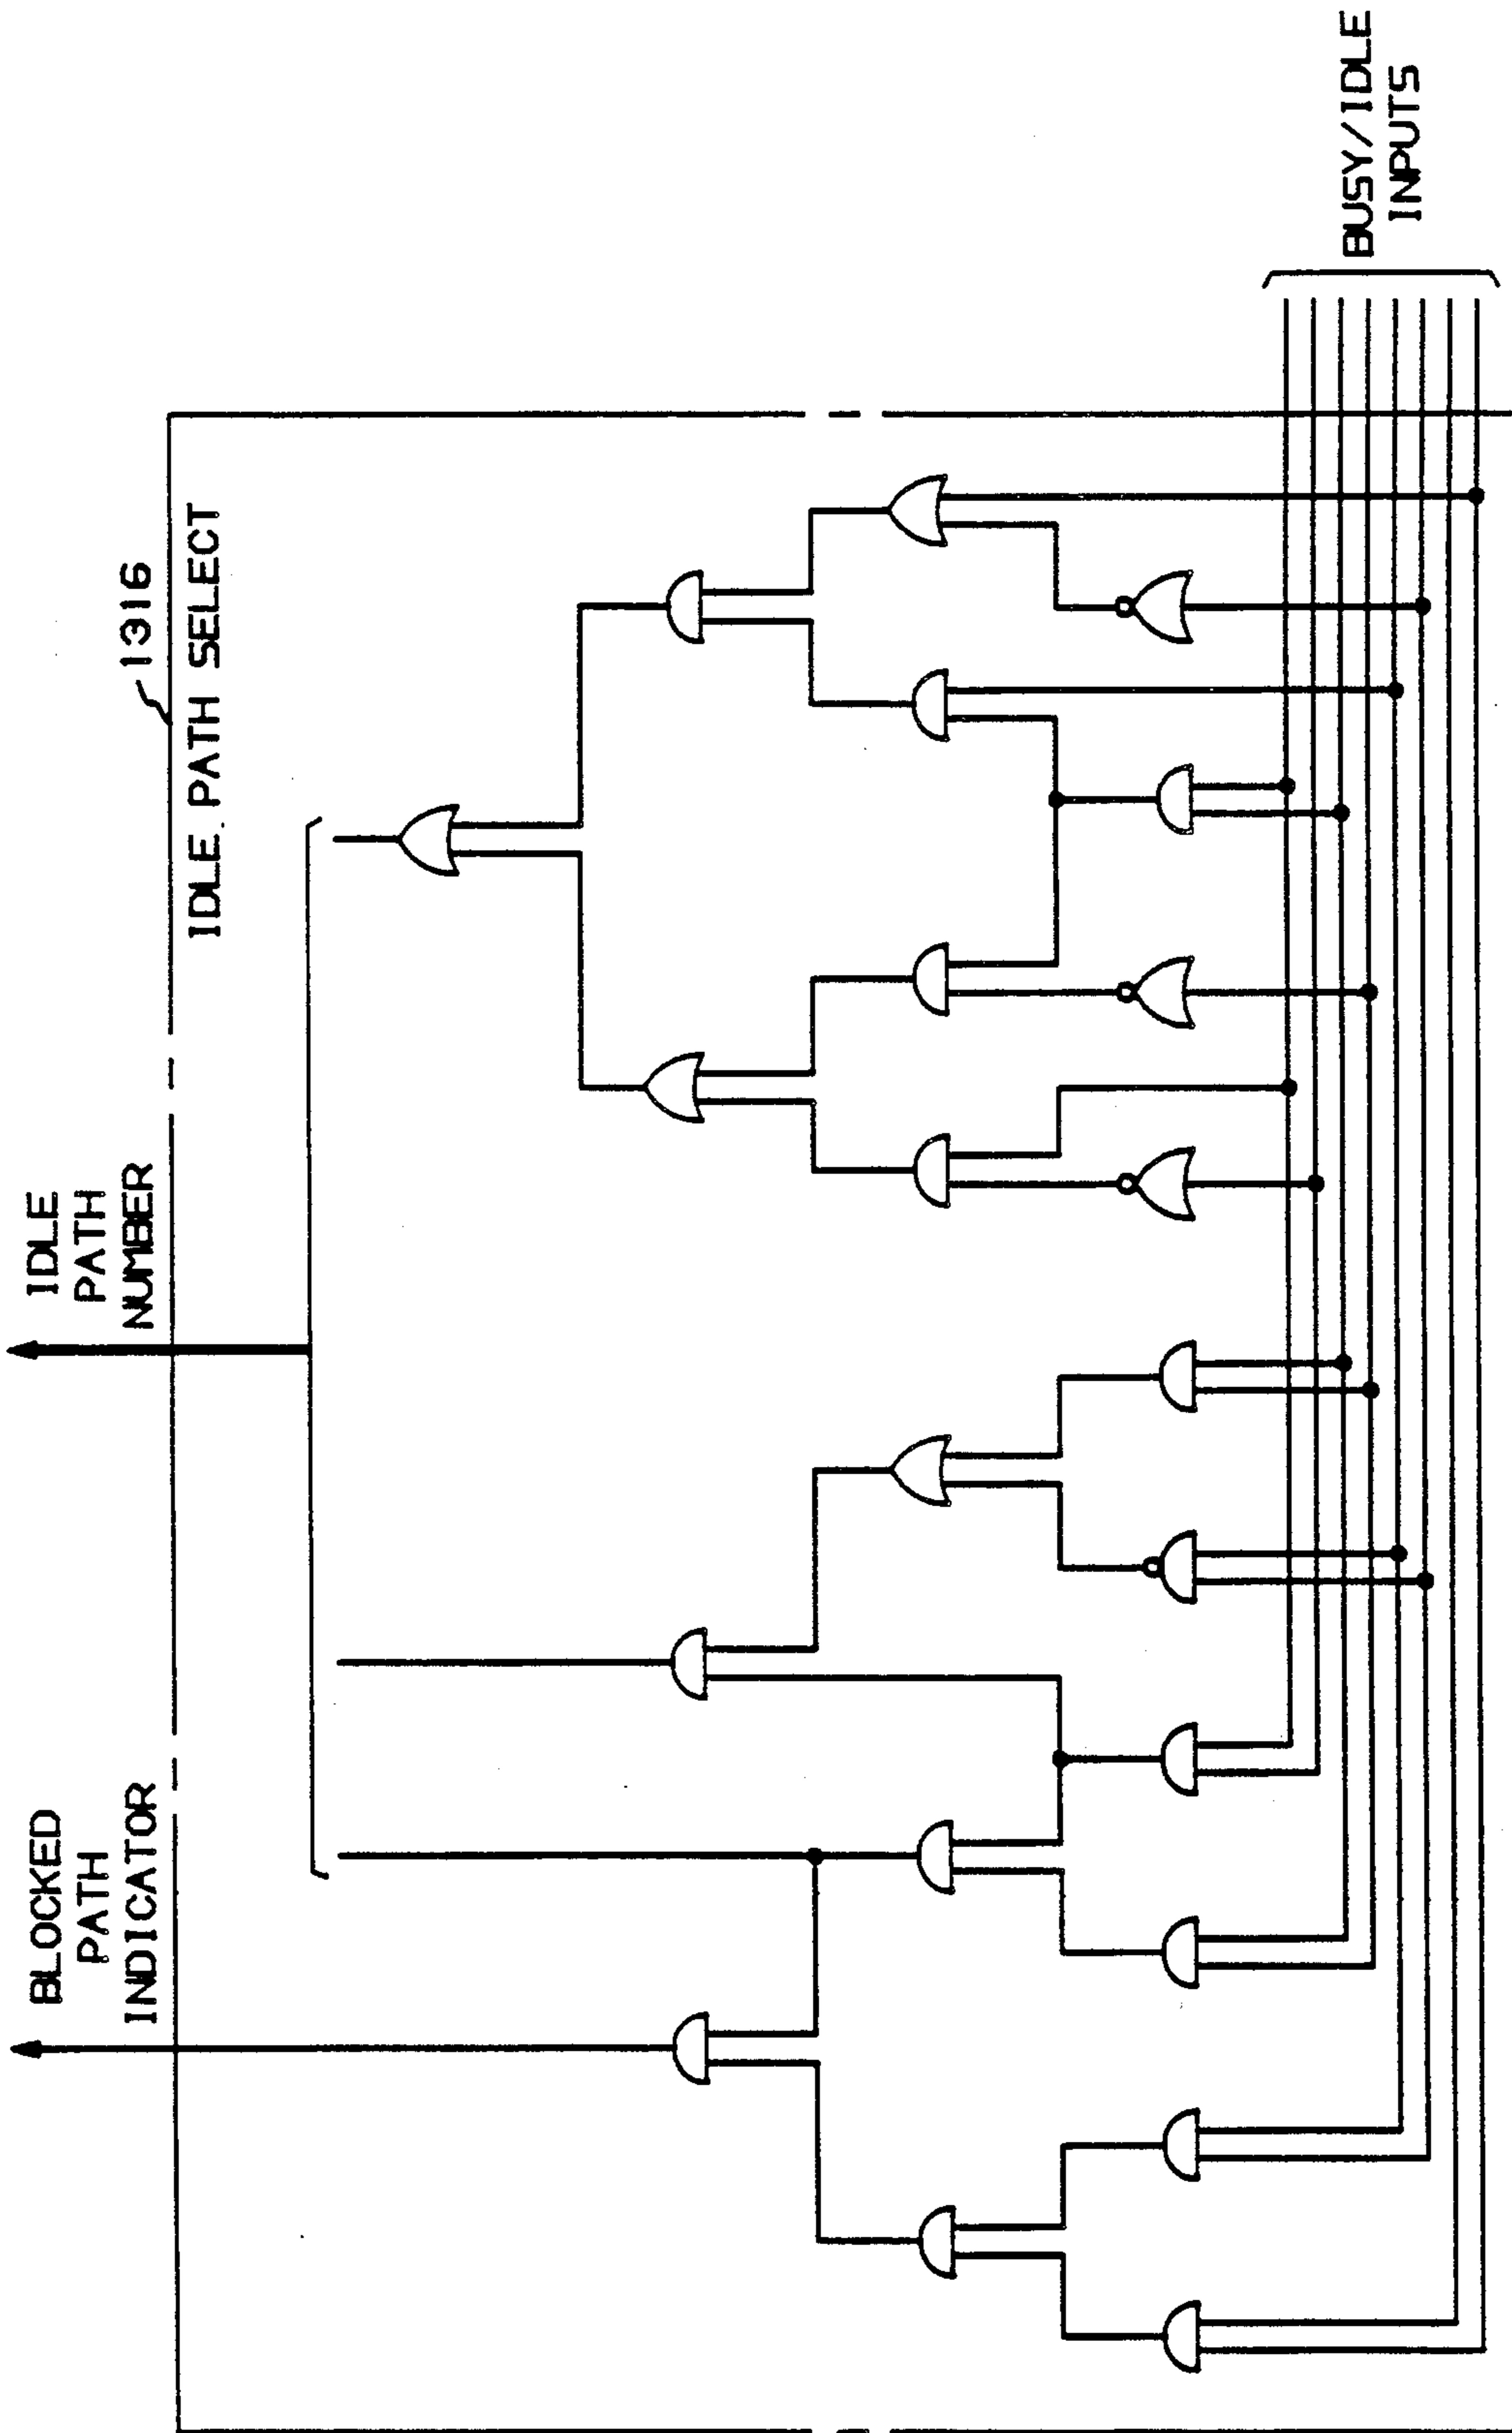 BLOCKED
PATH
INDICATOR
IDLE
PATH
NUMBER
1316
IDLE PATH SELECT
BUSY/IDLE
INPUTS